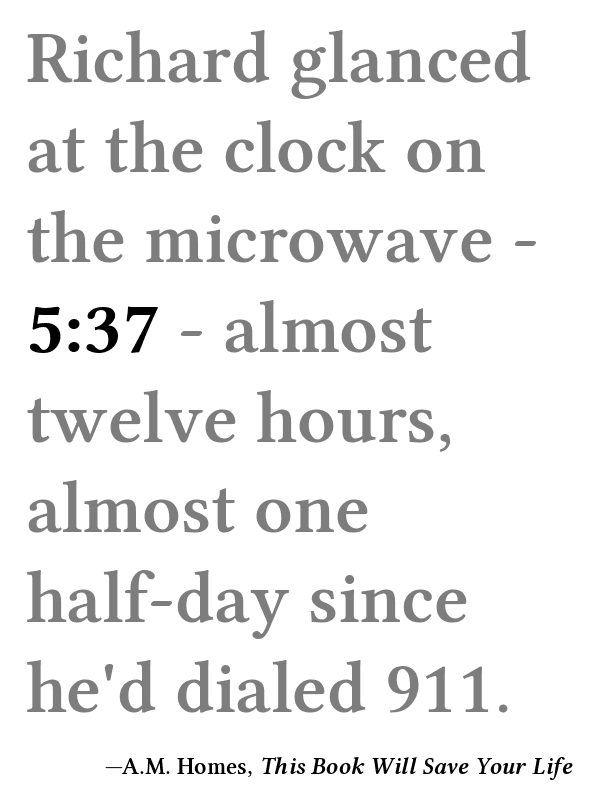 Richard glanced
at the clock on
the microwave -
5:37 - almost
twelve hours,
almost one
half-day since
he'd dialed 911.
—A.M. Homes, This Book Will Save Your Life